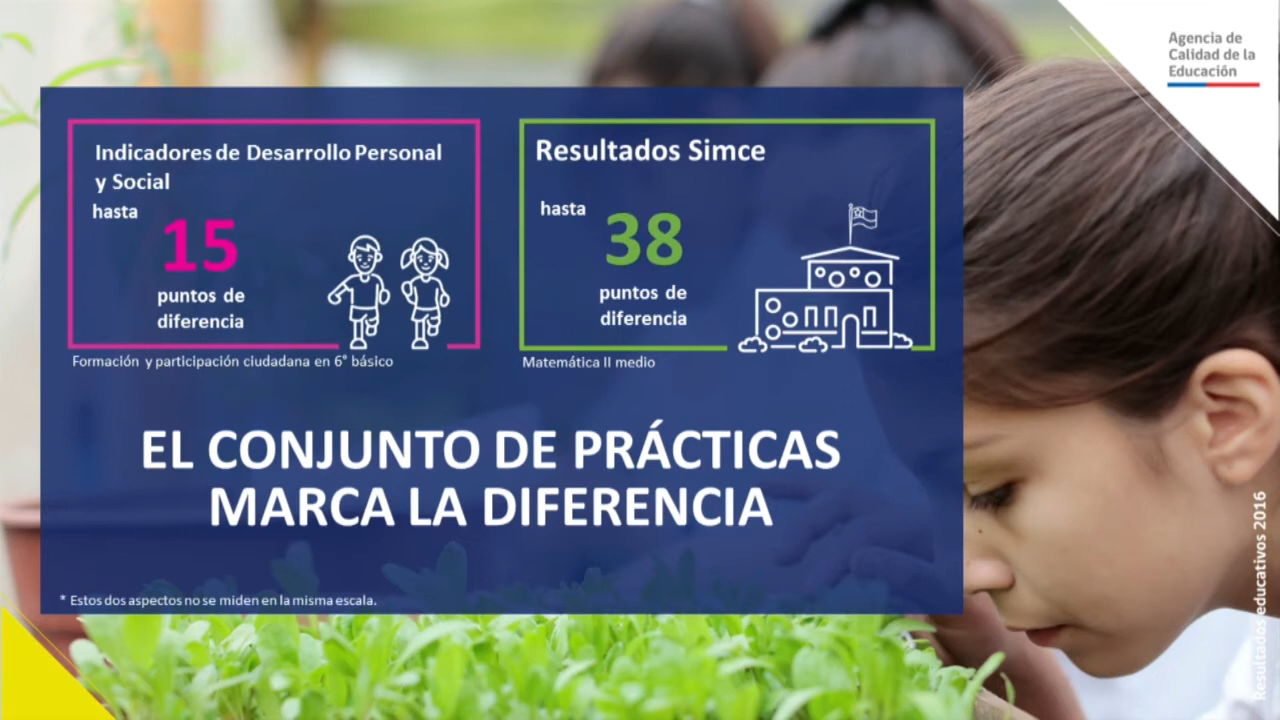 Agencia de
Calidad de la
Educación
Indicadores de Desarrollo Personal
y Social
hasta
15
puntos de
diferencia
Formación y participación ciudadana en 6° básico
Resultados Simce
hasta
38
puntos de
diferencia
Matemática II medio
EL CONJUNTO DE PRÁCTICAS
MARCA LA DIFERENCIA
* Estos dos aspectos no se miden en la misma escala.
Resultados educativos 2016